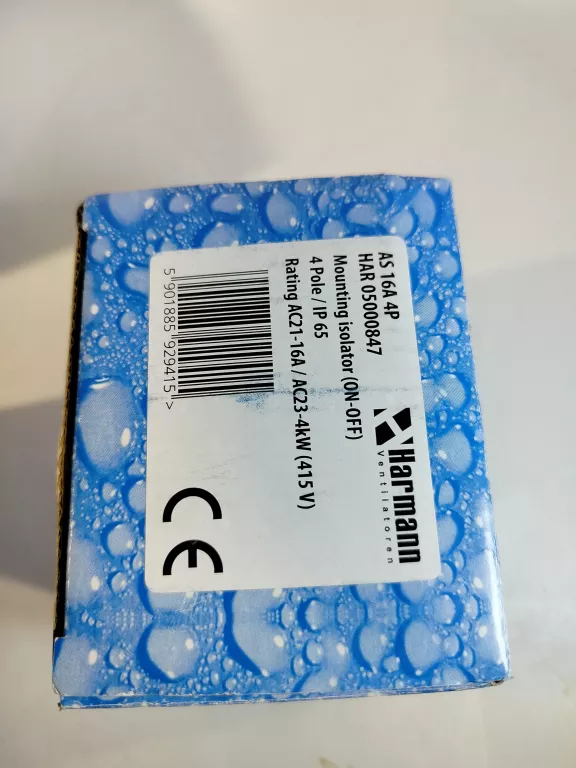 AS 16A 4P
HAR 05000847
Mounting isolator (ON-OFF)
4 Pole / IP 65
Rating AC21-16A / AC23-4kW (415 V)
Harmann
Ventilatoren
5 901885 929415 >
CE